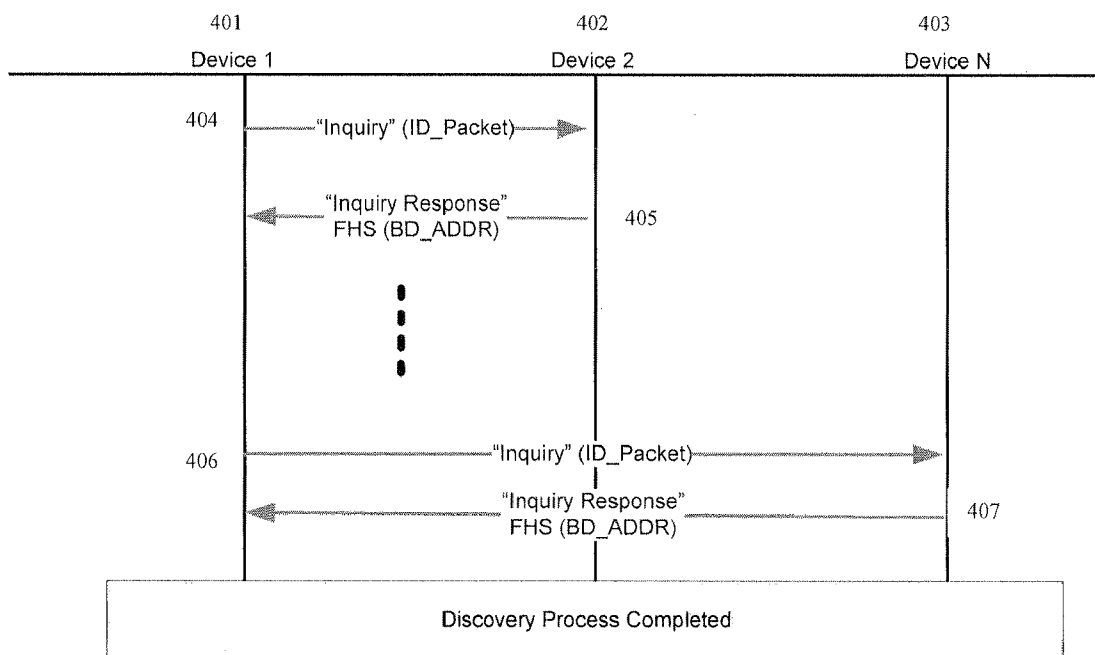 401 402 403
Device 1 Device 2 Device N
404 "Inquiry" (ID_Packet)
"Inquiry Response"
FHS (BD_ADDR) 405
406 "Inquiry" (ID_Packet)
"Inquiry Response"
FHS (BD_ADDR) 407
Discovery Process Completed